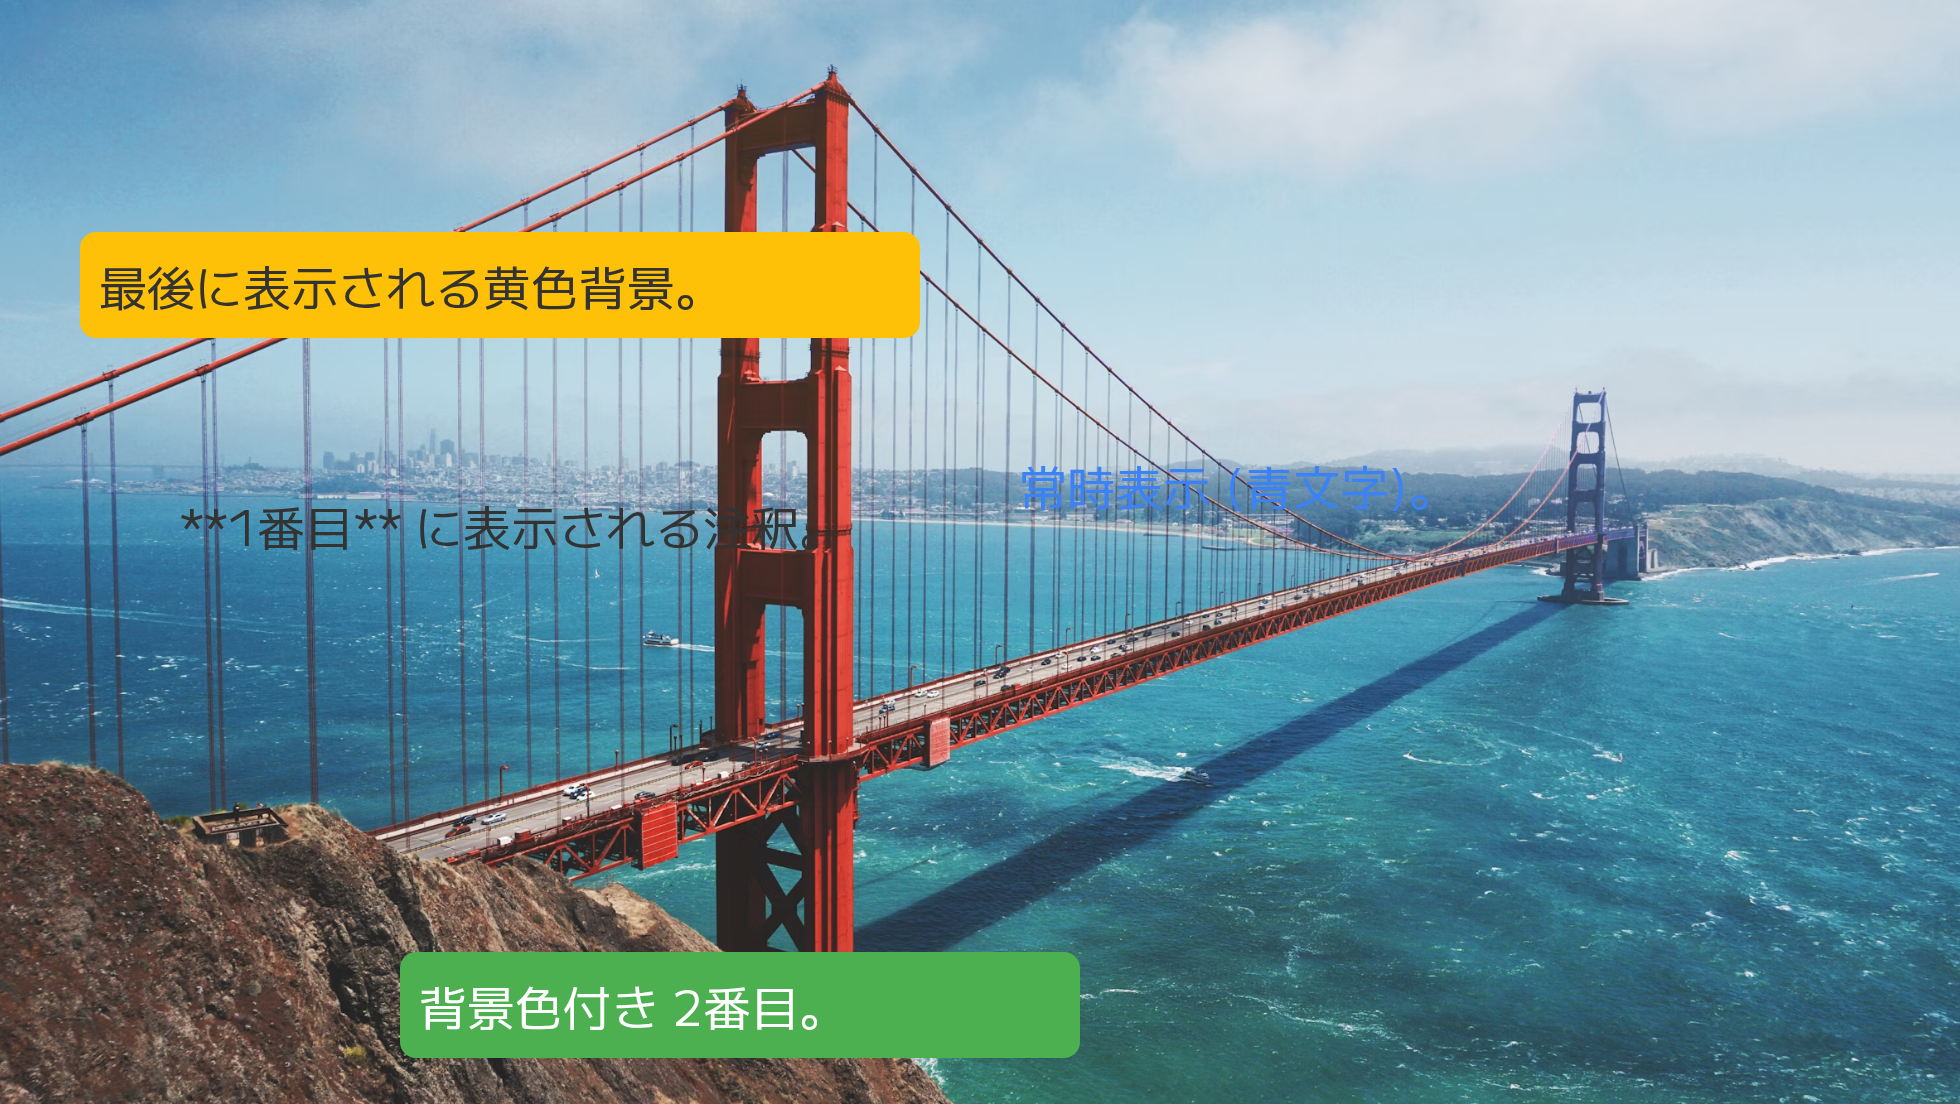 最後に表示される黄色背景。
常時表示 (青文字)。
**1番目** に表示される注釈。
背景色付き 2番目。